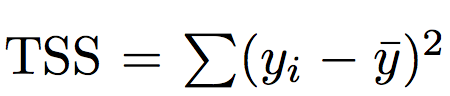 TSS = ∑(yᵢ − ȳ)²